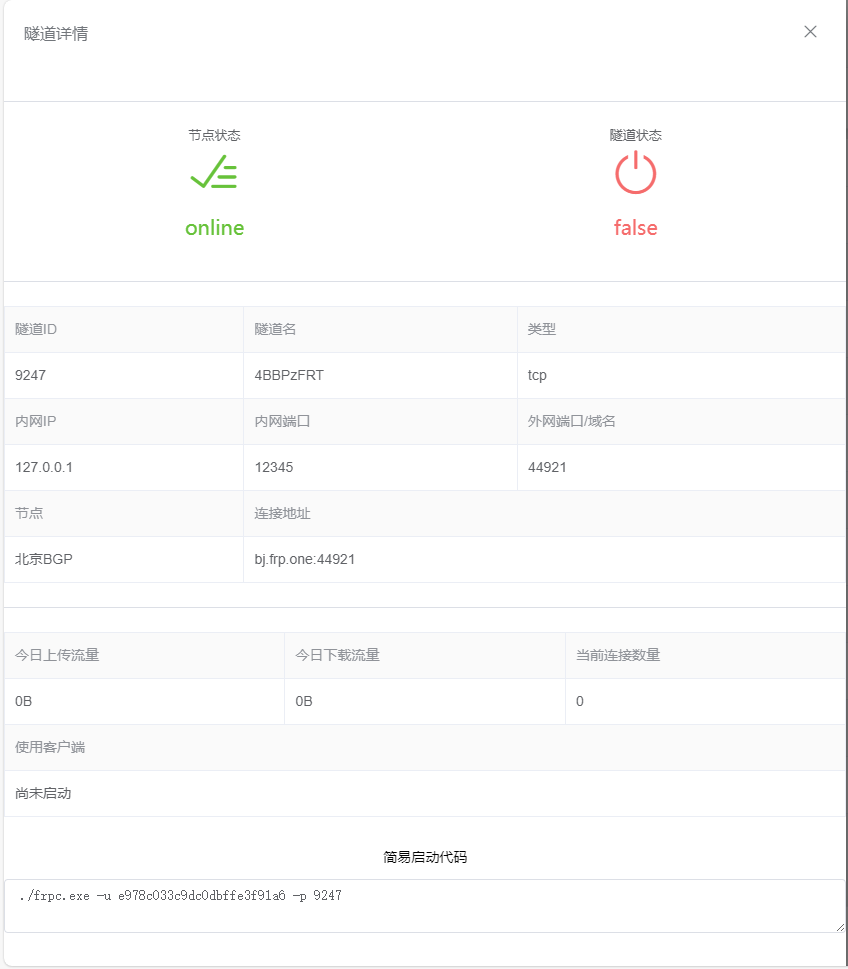 隧道详情
节点状态 隧道状态
online false
隧道ID 隧道名 类型
9247 4BBPzFRT tcp
内网IP 内网端口 外网端口/域名
127.0.0.1 12345 44921
节点 连接地址
北京BGP bj.frp.one:44921
今日上传流量 今日下载流量 当前连接数量
0B 0B 0
使用客户端
尚未启动
简易启动代码
./frpc.exe -u e978c033c9dc0dbffe3f91a6 -p 9247